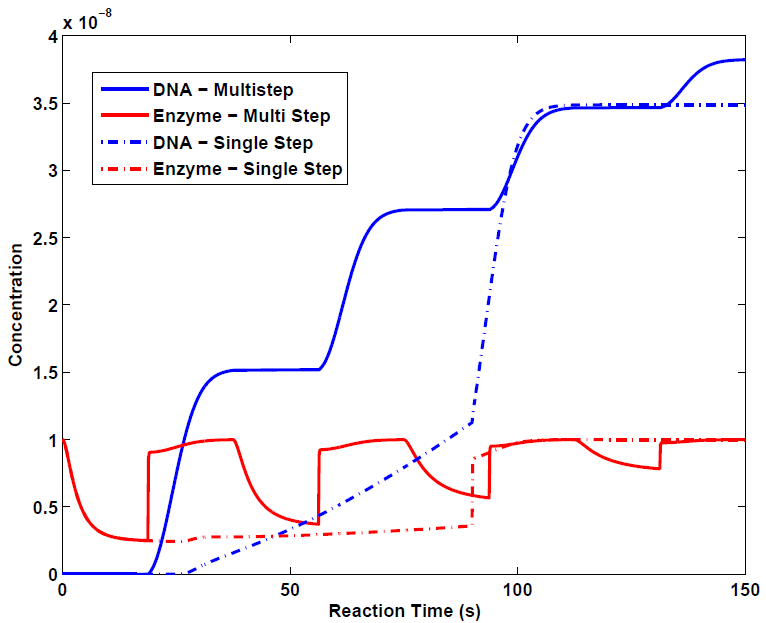 x 10⁻⁸
4
3.5
3
2.5
2
1.5
1
0.5
0
Concentration
DNA − Multistep
Enzyme − Multi Step
DNA − Single Step
Enzyme − Single Step
0 50 100 150
Reaction Time (s)